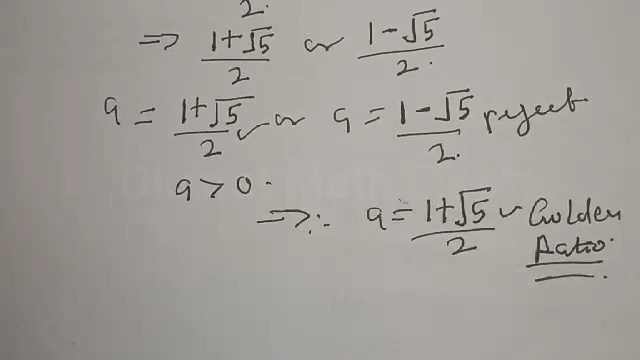 2.
=> (1+√5)/2 or (1-√5)/2.
a = (1+√5)/2 ✓ or a = (1-√5)/2. reject
a > 0.
=> ∴ a = (1+√5)/2 ✓ Golden
Ratio.